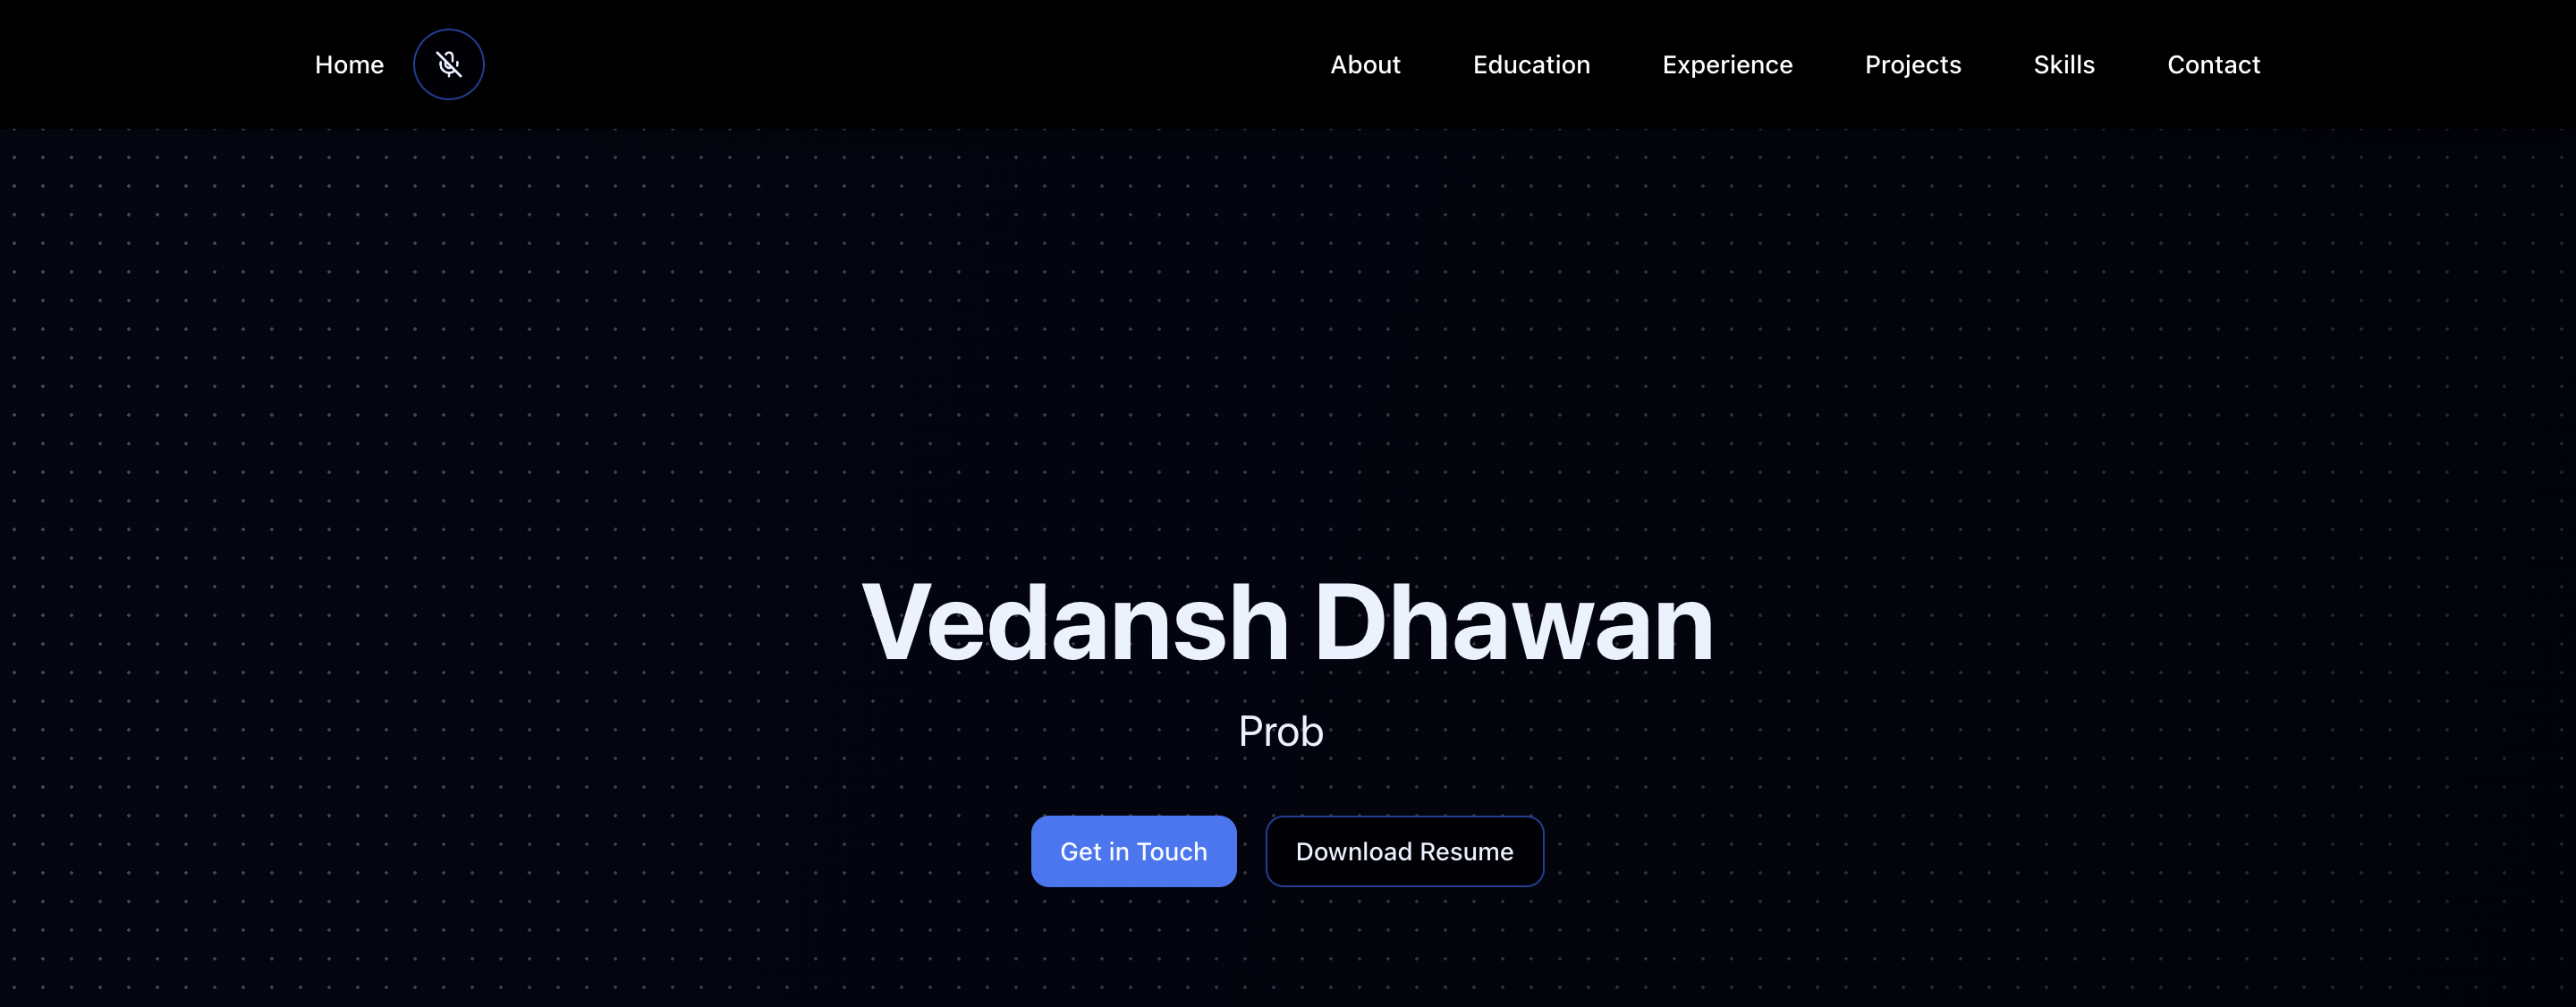 Home About Education Experience Projects Skills Contact
Vedansh Dhawan
Prob
Get in Touch Download Resume